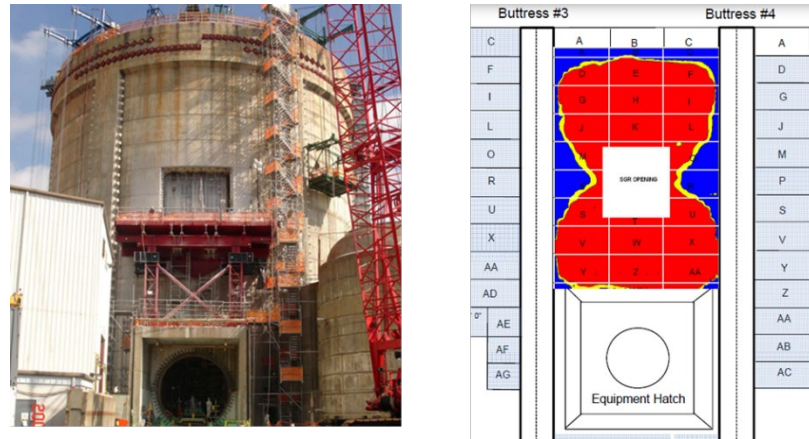 Buttress #3
Buttress #4
C
A
B
C
A
F
D
E
F
D
I
G
H
I
G
L
J
K
L
J
O
M
SGR OPENING
M
R
P
U
S
T
U
S
X
V
W
X
V
AA
Y
Z
AA
Y
AD
Z
AE
AA
AF
AB
AG
AC
Equipment Hatch